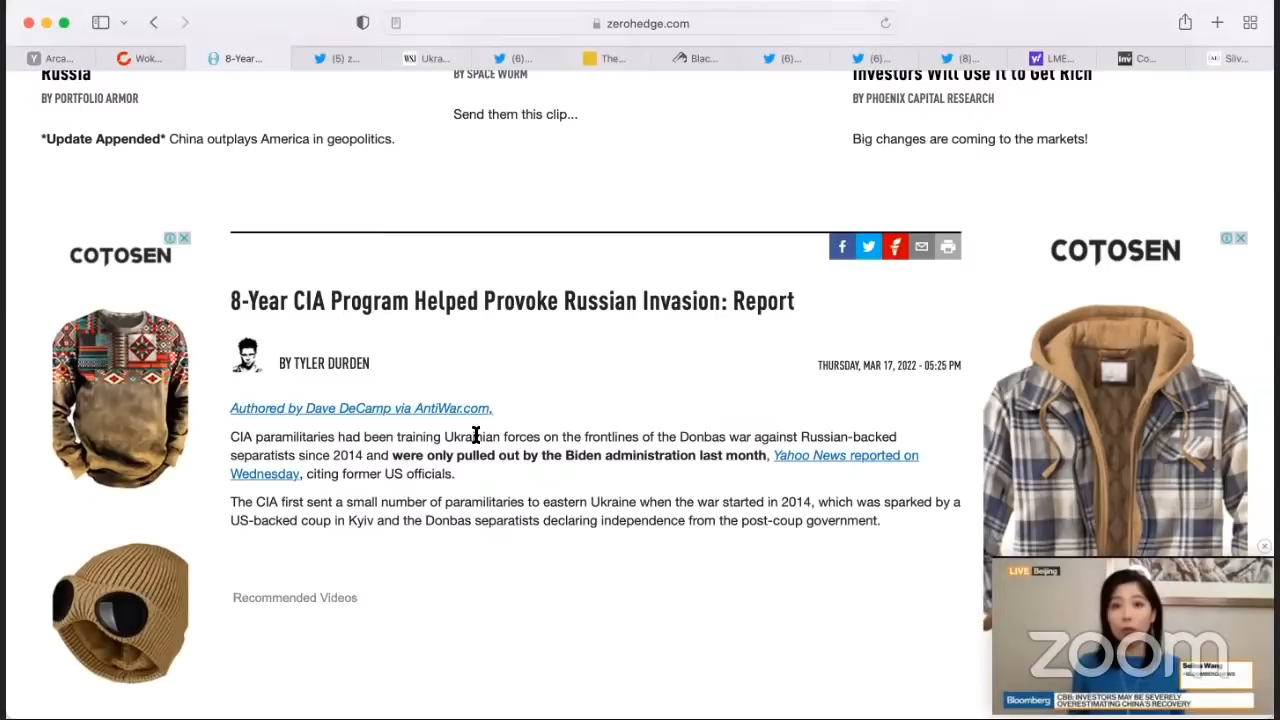 zerohedge.com
Arca...
Wok...
8-Year...
(5) z...
WSJ Ukra...
(6)...
The...
Blac...
(6)...
(6)...
(8)...
LME...
Inv Co...
Silv...
Russia
BY PORTFOLIO ARMOR
*Update Appended* China outplays America in geopolitics.
BY SPACE WORM
Send them this clip...
Investors Will Use It to Get Rich
BY PHOENIX CAPITAL RESEARCH
Big changes are coming to the markets!
COTOSEN
8-Year CIA Program Helped Provoke Russian Invasion: Report
BY TYLER DURDEN
THURSDAY, MAR 17, 2022 - 05:25 PM
Authored by Dave DeCamp via AntiWar.com,
CIA paramilitaries had been training Ukrainian forces on the frontlines of the Donbas war against Russian-backed
separatists since 2014 and were only pulled out by the Biden administration last month, Yahoo News reported on
Wednesday, citing former US officials.
The CIA first sent a small number of paramilitaries to eastern Ukraine when the war started in 2014, which was sparked by a
US-backed coup in Kyiv and the Donbas separatists declaring independence from the post-coup government.
Recommended Videos
COTOSEN
LIVE Beijing
zoom
Selina Wang
Bloomberg
CBB: INVESTORS MAY BE SEVERELY
OVERESTIMATING CHINA'S RECOVERY